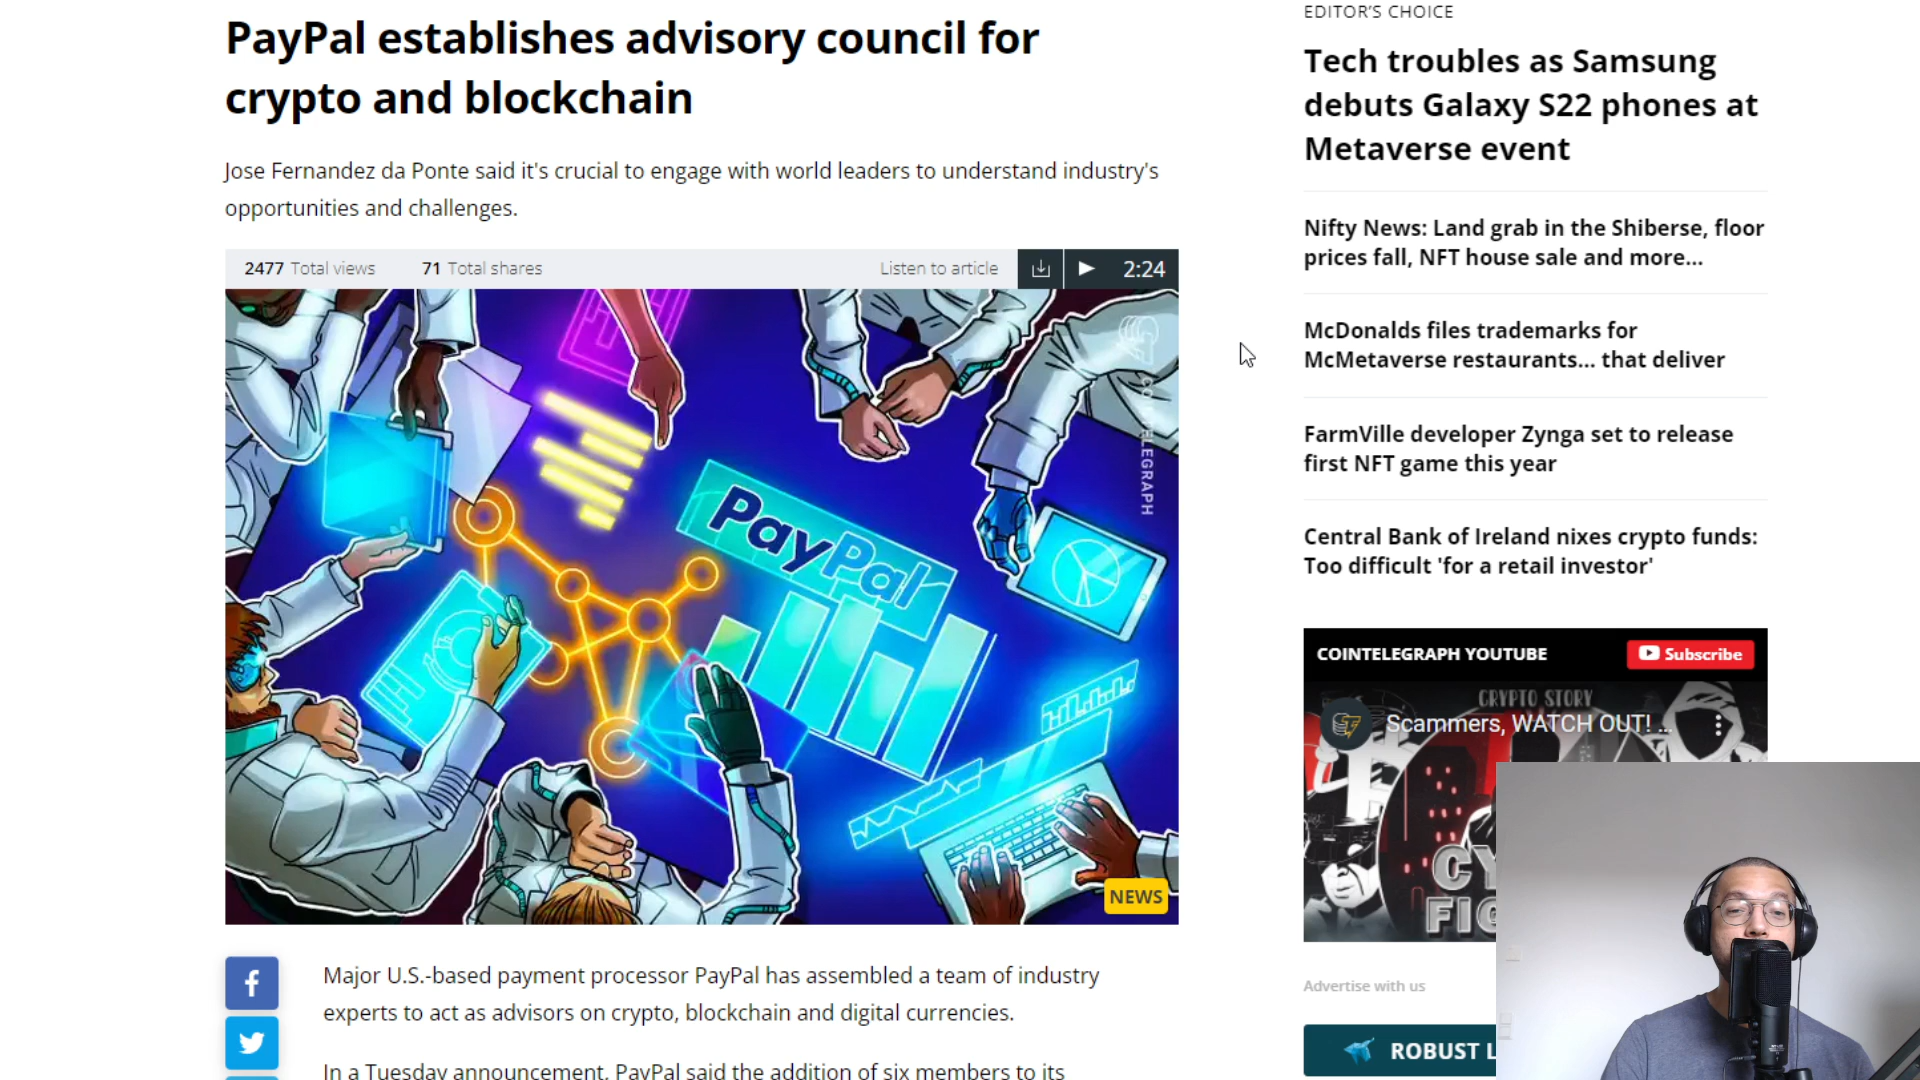 PayPal establishes advisory council for
crypto and blockchain
Jose Fernandez da Ponte said it's crucial to engage with world leaders to understand industry's
opportunities and challenges.
2477 Total views 71 Total shares Listen to article 2:24
PayPal
COINTELEGRAPH
NEWS
Major U.S.-based payment processor PayPal has assembled a team of industry
experts to act as advisors on crypto, blockchain and digital currencies.
In a Tuesday announcement, PayPal said the addition of six members to its
EDITOR'S CHOICE
Tech troubles as Samsung
debuts Galaxy S22 phones at
Metaverse event
Nifty News: Land grab in the Shiberse, floor
prices fall, NFT house sale and more...
McDonalds files trademarks for
McMetaverse restaurants... that deliver
FarmVille developer Zynga set to release
first NFT game this year
Central Bank of Ireland nixes crypto funds:
Too difficult 'for a retail investor'
COINTELEGRAPH YOUTUBE Subscribe
CRYPTO STORY
Scammers, WATCH OUT! ...
Advertise with us
ROBUST